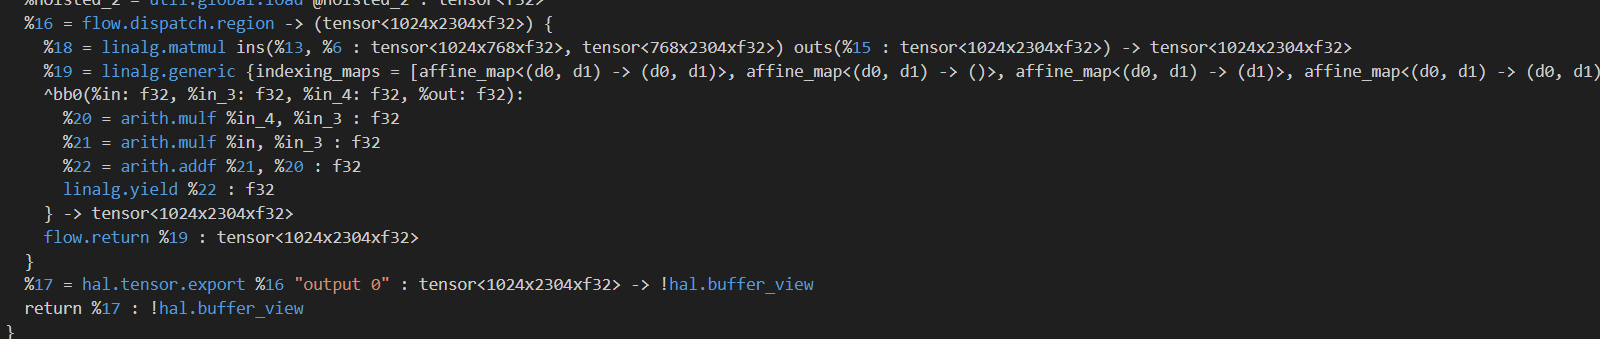 %hoisted_2 = util.global.load @hoisted_2 : tensor<f32>
%16 = flow.dispatch.region -> (tensor<1024x2304xf32>) {
%18 = linalg.matmul ins(%13, %6 : tensor<1024x768xf32>, tensor<768x2304xf32>) outs(%15 : tensor<1024x2304xf32>) -> tensor<1024x2304xf32>
%19 = linalg.generic {indexing_maps = [affine_map<(d0, d1) -> (d0, d1)>, affine_map<(d0, d1) -> ()>, affine_map<(d0, d1) -> (d1)>, affine_map<(d0, d1) -> (d0, d1)
^bb0(%in: f32, %in_3: f32, %in_4: f32, %out: f32):
%20 = arith.mulf %in_4, %in_3 : f32
%21 = arith.mulf %in, %in_3 : f32
%22 = arith.addf %21, %20 : f32
linalg.yield %22 : f32
} -> tensor<1024x2304xf32>
flow.return %19 : tensor<1024x2304xf32>
}
%17 = hal.tensor.export %16 "output 0" : tensor<1024x2304xf32> -> !hal.buffer_view
return %17 : !hal.buffer_view
}